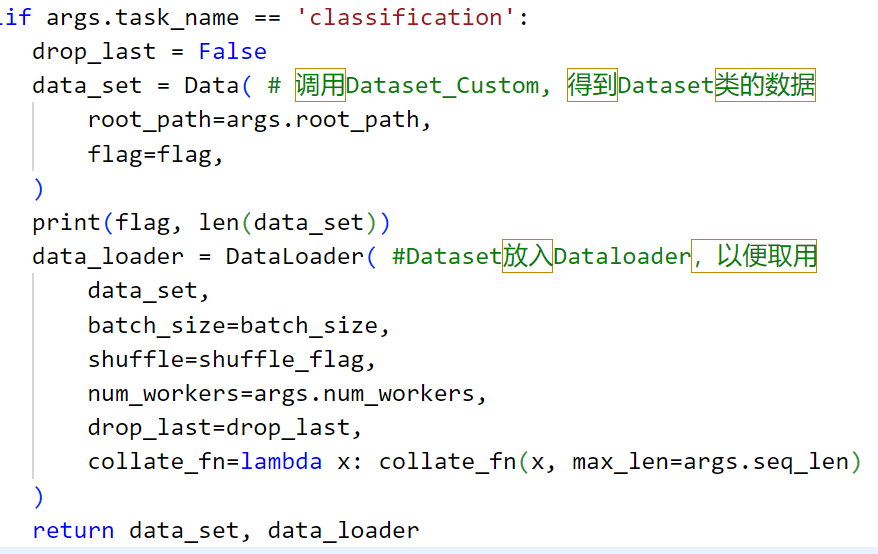 lif args.task_name == 'classification':
drop_last = False
data_set = Data( # 调用Dataset_Custom, 得到Dataset类的数据
root_path=args.root_path,
flag=flag,
)
print(flag, len(data_set))
data_loader = DataLoader( #Dataset放入Dataloader，以便取用
data_set,
batch_size=batch_size,
shuffle=shuffle_flag,
num_workers=args.num_workers,
drop_last=drop_last,
collate_fn=lambda x: collate_fn(x, max_len=args.seq_len)
)
return data_set, data_loader